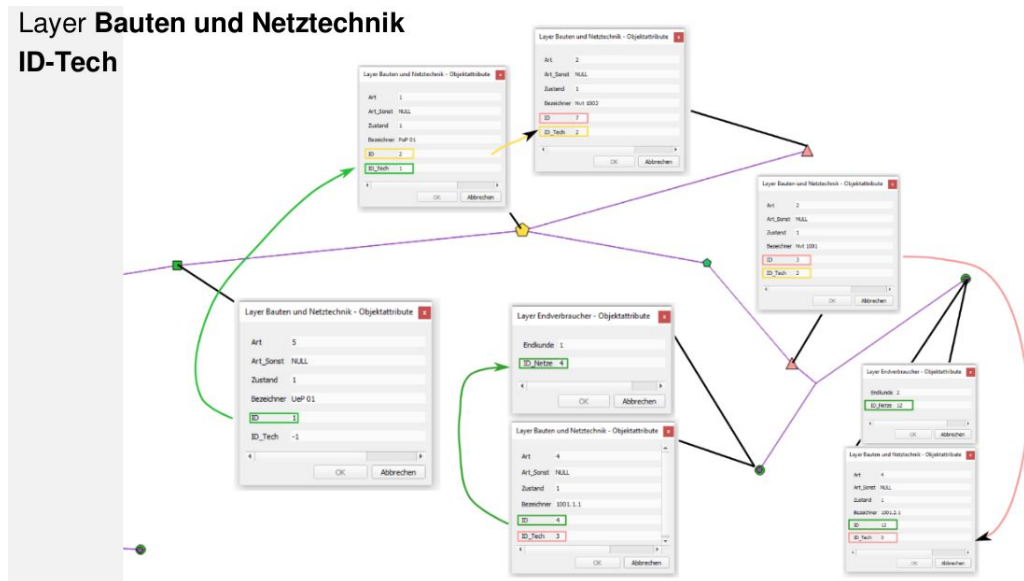 Layer Bauten und Netztechnik
ID-Tech
Layer Bauten und Netztechnik - Objektattribute x
Art 1
Art_Sonst NULL
Zustand 1
Bezeichner PoP 01
ID 2
ID_Tech 1
OK Abbrechen
Layer Bauten und Netztechnik - Objektattribute x
Art 2
Art_Sonst NULL
Zustand 1
Bezeichner Nvt 1002
ID 7
ID_Tech 2
OK Abbrechen
Layer Bauten und Netztechnik - Objektattribute x
Art 2
Art_Sonst NULL
Zustand 1
Bezeichner Nvt 1001
ID 3
ID_Tech 2
OK Abbrechen
Layer Bauten und Netztechnik - Objektattribute x
Art 5
Art_Sonst NULL
Zustand 1
Bezeichner UeP 01
ID 1
ID_Tech -1
OK Abbrechen
Layer Endverbraucher - Objektattribute x
Endkunde 1
ID_Netze 4
OK Abbrechen
Layer Bauten und Netztechnik - Objektattribute x
Art 4
Art_Sonst NULL
Zustand 1
Bezeichner 1001.1.1
ID 4
ID_Tech 3
OK Abbrechen
Layer Endverbraucher - Objektattribute x
Endkunde 2
ID_Netze 12
OK Abbrechen
Layer Bauten und Netztechnik - Objektattribute x
Art 4
Art_Sonst NULL
Zustand 1
Bezeichner 1001.2.1
ID 12
ID_Tech 3
OK Abbrechen